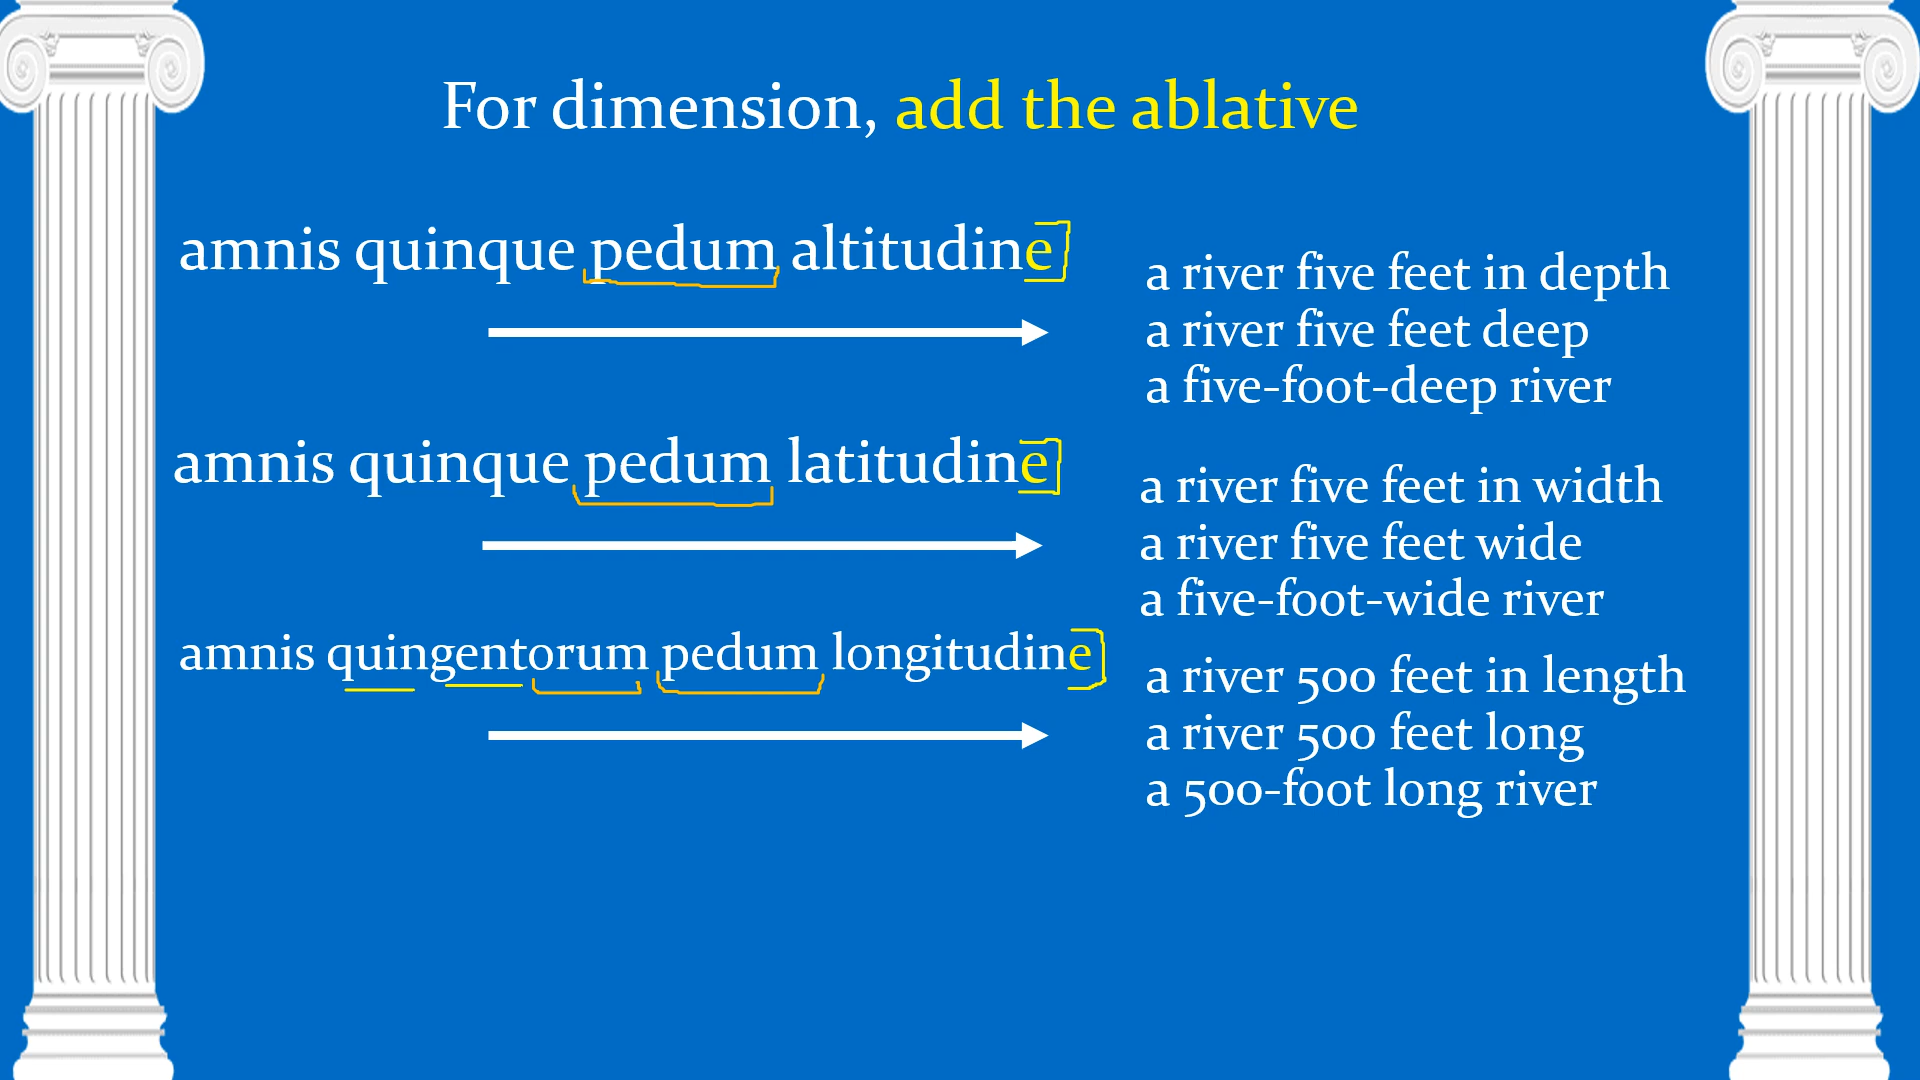 For dimension, add the ablative
amnis quinque pedum altitudine
a river five feet in depth
a river five feet deep
a five-foot-deep river
amnis quinque pedum latitudine
a river five feet in width
a river five feet wide
a five-foot-wide river
amnis quingentorum pedum longitudine
a river 500 feet in length
a river 500 feet long
a 500-foot long river